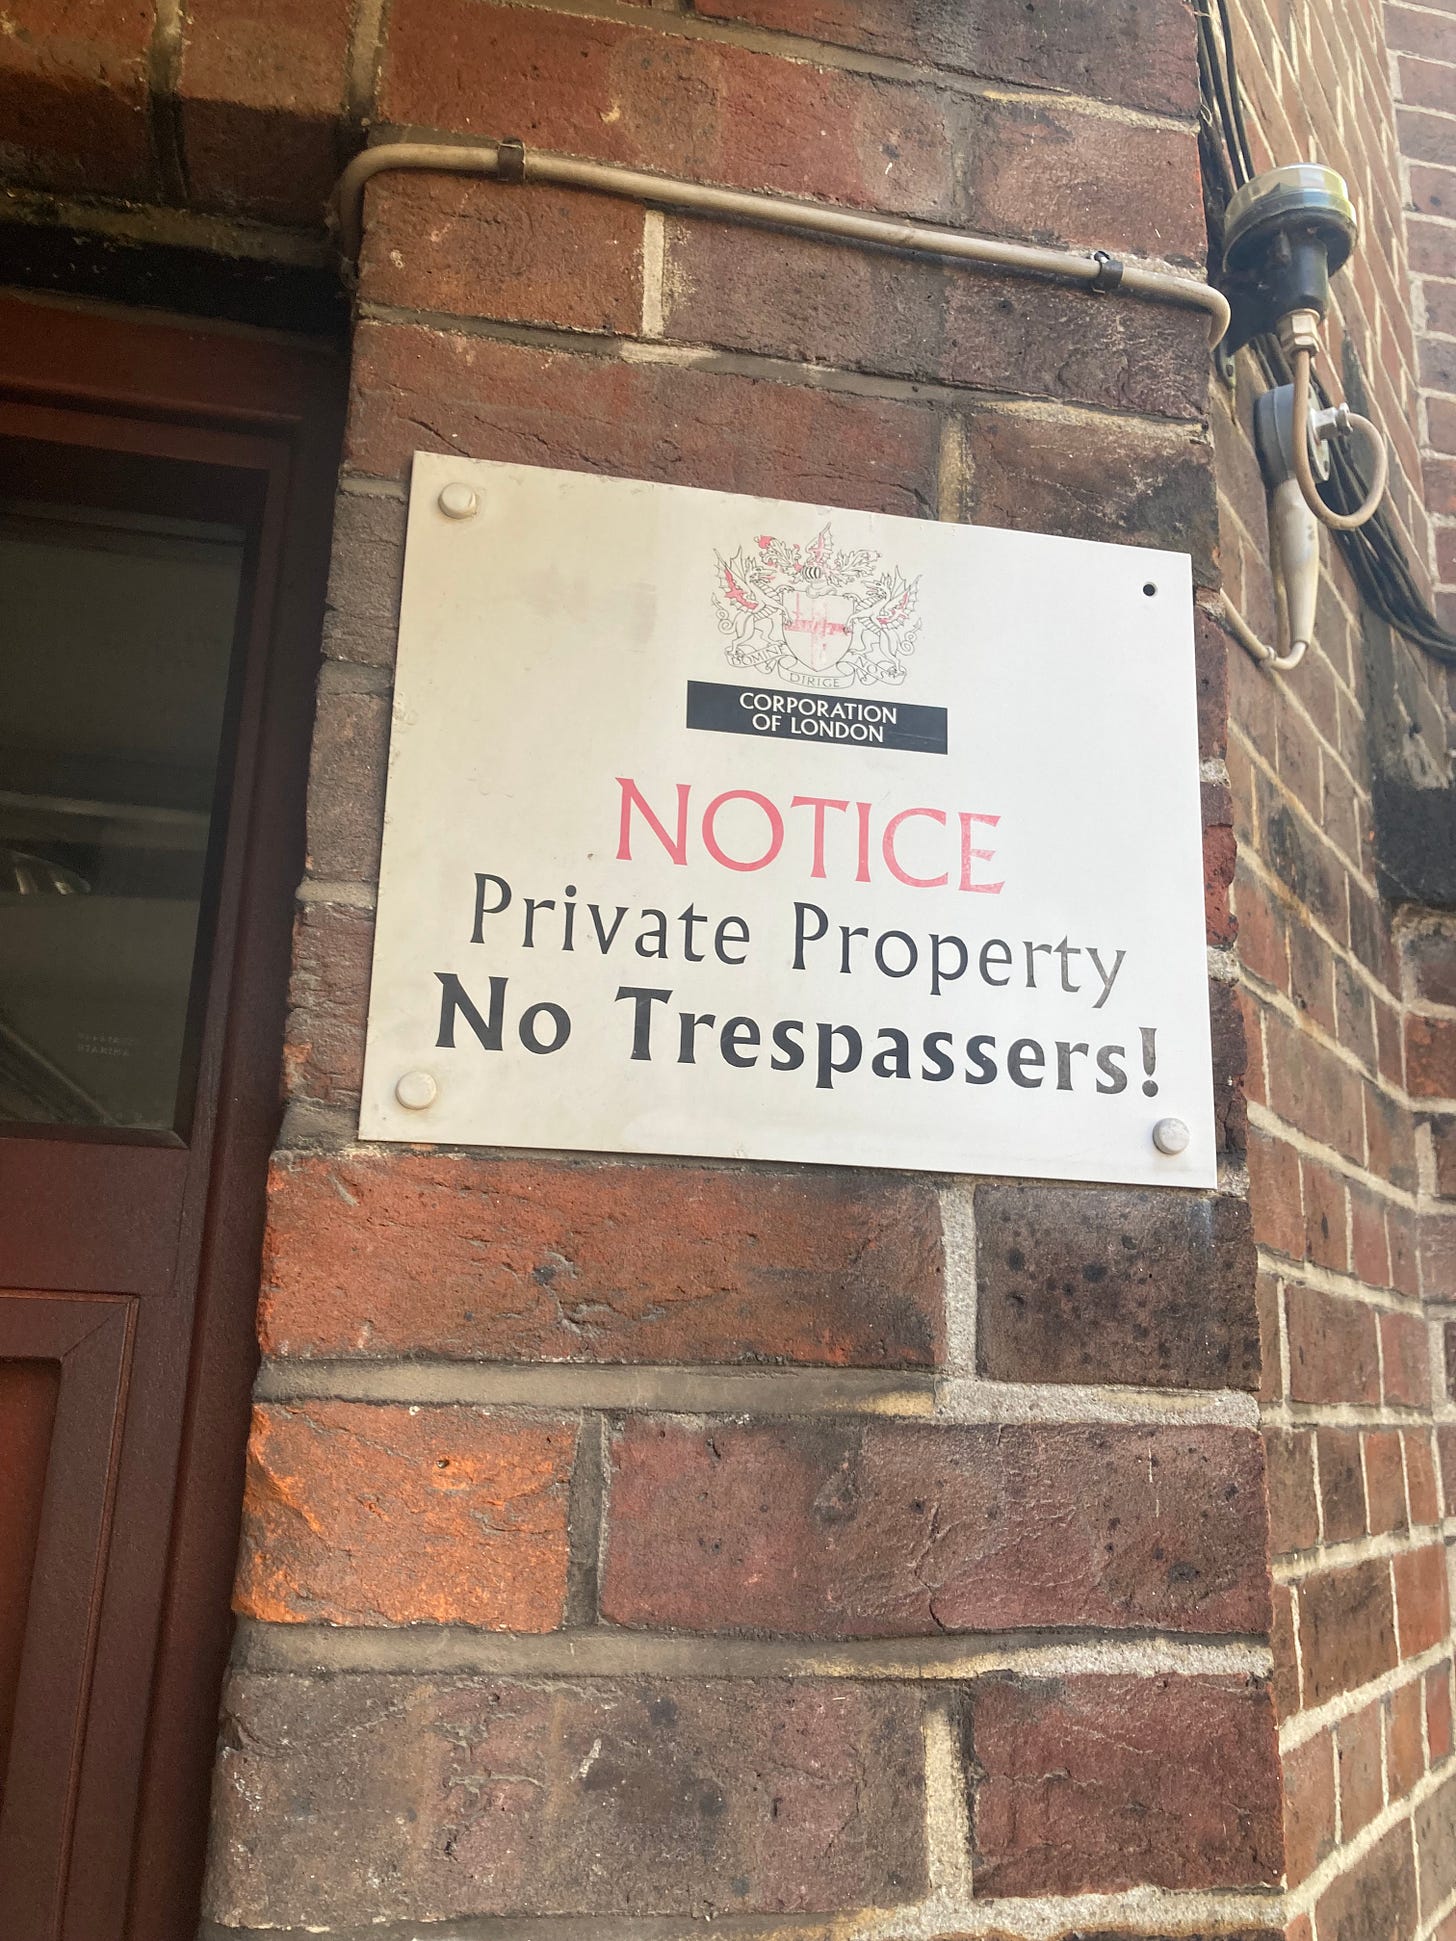 DOMINE DIRIGE NOS
CORPORATION
OF LONDON
NOTICE
Private Property
No Trespassers!